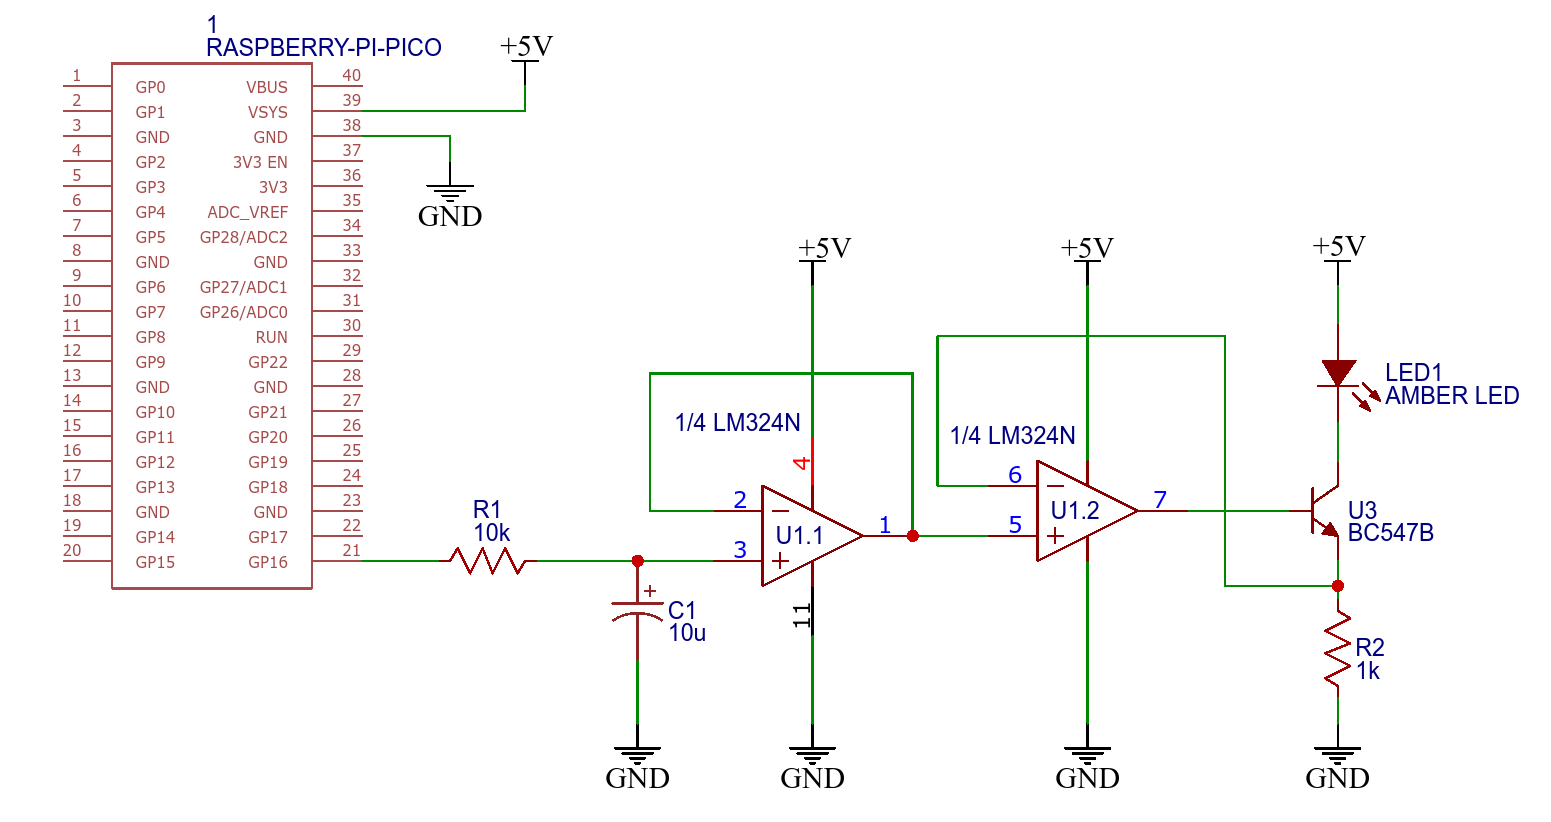 1
RASPBERRY-PI-PICO
+5V
1 GP0 VBUS 40
2 GP1 VSYS 39
3 GND GND 38
4 GP2 3V3 EN 37
5 GP3 3V3 36
6 GP4 ADC_VREF 35
7 GP5 GP28/ADC2 34
8 GND GND 33
9 GP6 GP27/ADC1 32
10 GP7 GP26/ADC0 31
11 GP8 RUN 30
12 GP9 GP22 29
13 GND GND 28
14 GP10 GP21 27
15 GP11 GP20 26
16 GP12 GP19 25
17 GP13 GP18 24
18 GND GND 23
19 GP14 GP17 22
20 GP15 GP16 21
GND
R1
10k
+
C1
10u
GND
+5V
1/4 LM324N
4
2
3
U1.1
1
11
GND
+5V
1/4 LM324N
6
5
U1.2
7
GND
+5V
LED1
AMBER LED
U3
BC547B
R2
1k
GND